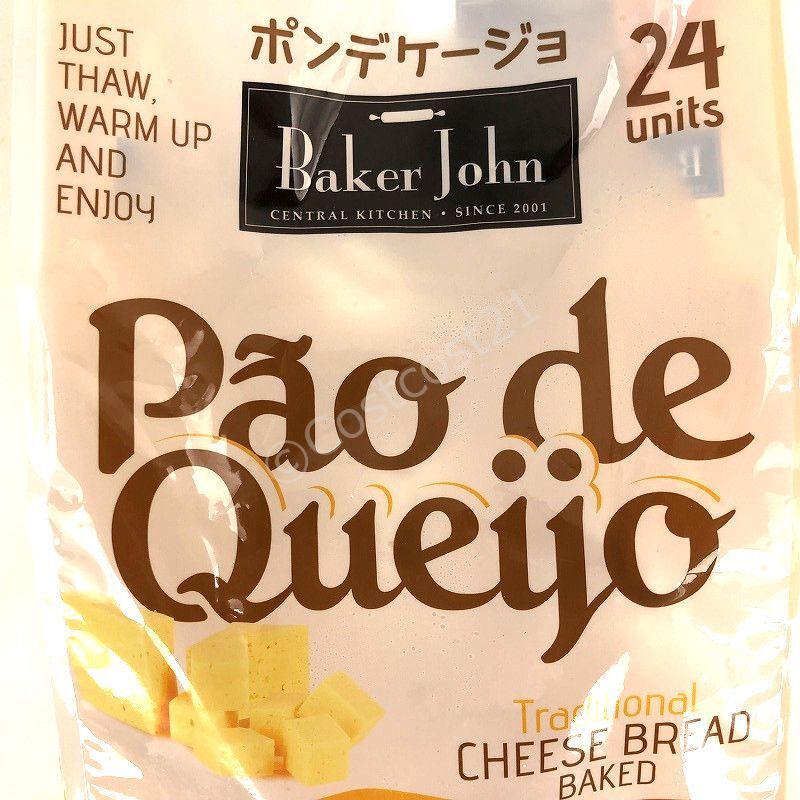 JUST
THAW,
WARM UP
AND
ENJOY
ポンデケージョ
24
units
Baker John
CENTRAL KITCHEN • SINCE 2001
Pão de
Queijo
©Costcost21
Traditional
CHEESE BREAD
BAKED